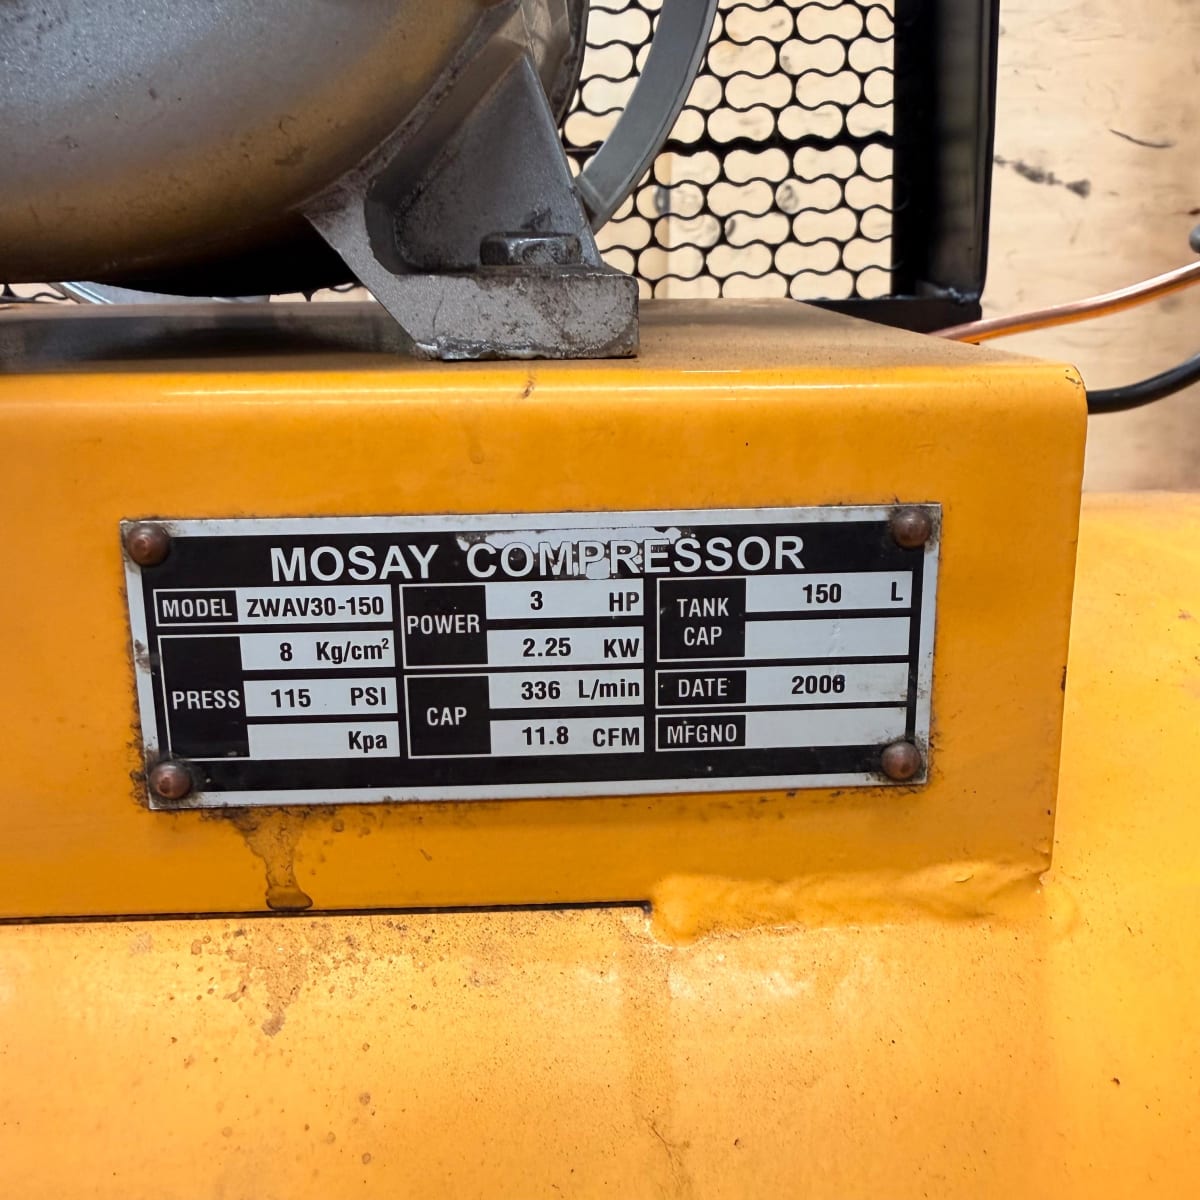 MOSAY COMPRESSOR
MODEL ZWAV30-150
PRESS
8 Kg/cm²
115 PSI
Kpa
POWER
3 HP
2.25 KW
CAP
336 L/min
11.8 CFM
TANK CAP
150 L
DATE 2008
MFGNO